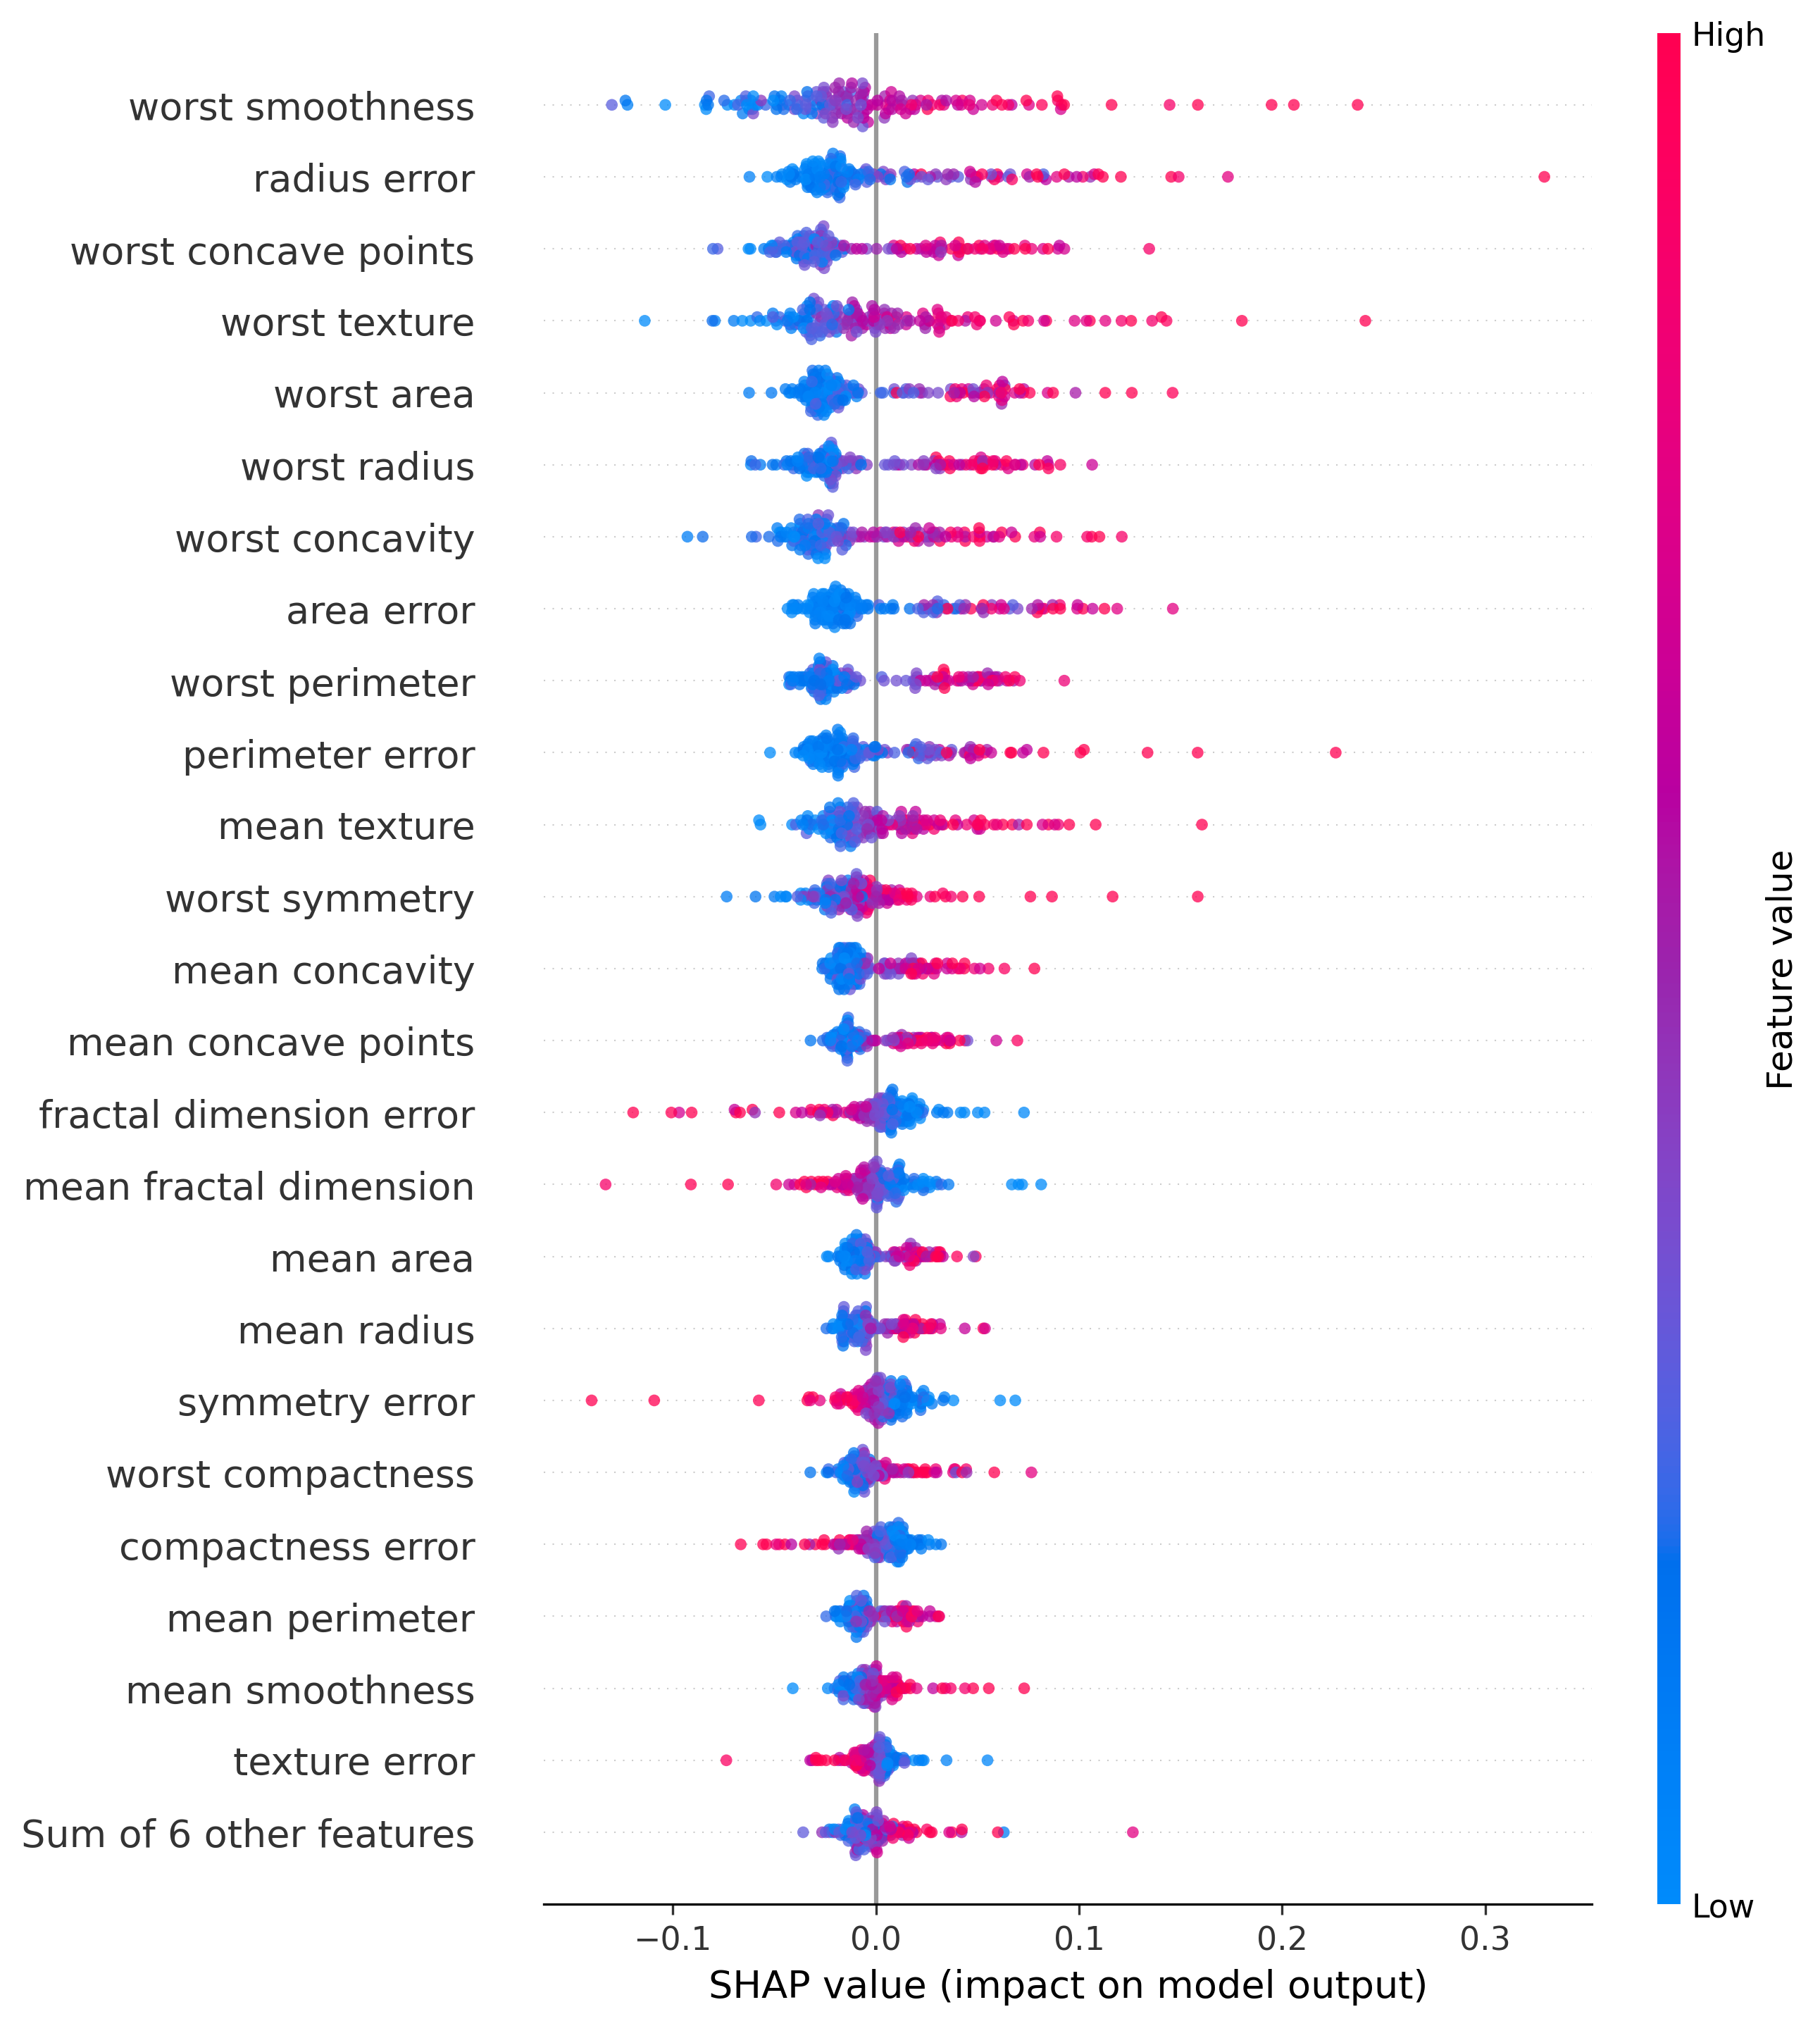 High
worst smoothness
radius error
worst concave points
worst texture
worst area
worst radius
worst concavity
area error
worst perimeter
perimeter error
mean texture
worst symmetry
mean concavity
mean concave points
fractal dimension error
mean fractal dimension
mean area
mean radius
symmetry error
worst compactness
compactness error
mean perimeter
mean smoothness
texture error
Sum of 6 other features
Feature value
Low
−0.1 0.0 0.1 0.2 0.3
SHAP value (impact on model output)